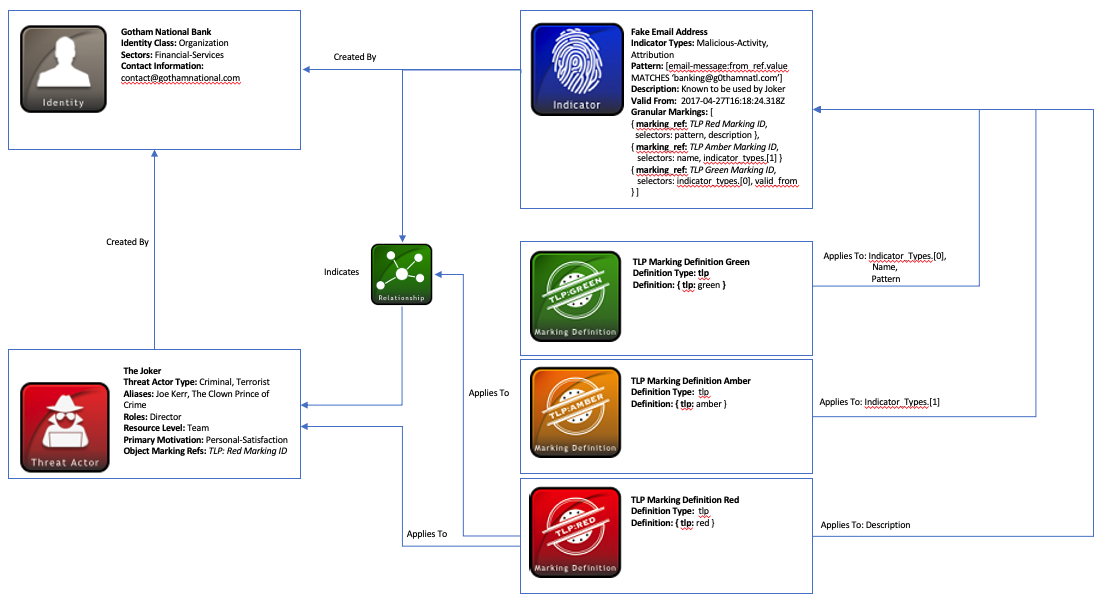 Identity
Gotham National Bank
Identity Class: Organization
Sectors: Financial-Services
Contact Information:
contact@gothamnational.com
Created By
Indicator
Fake Email Address
Indicator Types: Malicious-Activity,
Attribution
Pattern: [email-message:from_ref.value
MATCHES 'banking@g0thamnatl.com']
Description: Known to be used by Joker
Valid From: 2017-04-27T16:18:24.318Z
Granular Markings: [
{ marking_ref: TLP Red Marking ID,
selectors: pattern, description },
{ marking_ref: TLP Amber Marking ID,
selectors: name, indicator_types.[1] }
{ marking_ref: TLP Green Marking ID,
selectors: indicator_types.[0], valid_from
} ]
Created By
Indicates
Relationship
TLP:GREEN
Marking Definition
TLP Marking Definition Green
Definition Type: tlp
Definition: { tlp: green }
Applies To: Indicator_Types.[0],
Name,
Pattern
Threat Actor
The Joker
Threat Actor Type: Criminal, Terrorist
Aliases: Joe Kerr, The Clown Prince of
Crime
Roles: Director
Resource Level: Team
Primary Motivation: Personal-Satisfaction
Object Marking Refs: TLP: Red Marking ID
Applies To
TLP:AMBER
Marking Definition
TLP Marking Definition Amber
Definition Type: tlp
Definition: { tlp: amber }
Applies To: Indicator_Types.[1]
Applies To
TLP:RED
Marking Definition
TLP Marking Definition Red
Definition Type: tlp
Definition: { tlp: red }
Applies To: Description